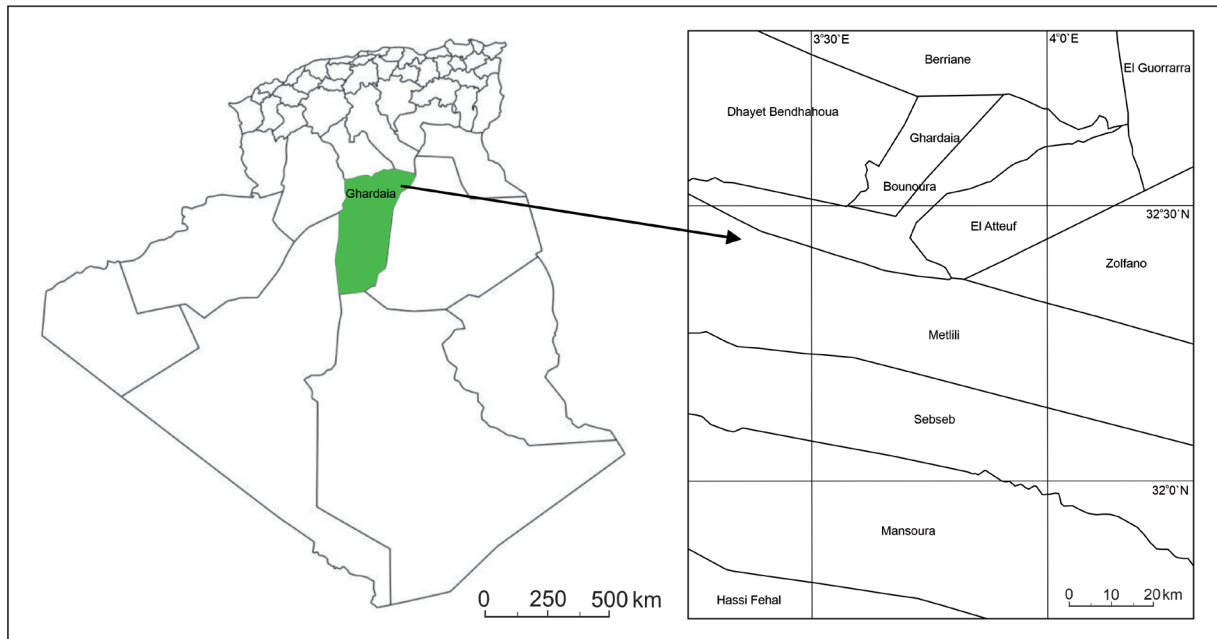 Ghardaia
0 250 500 km
3°30`E
4°0`E
Berriane
El Guorrarra
Dhayet Bendhahoua
Ghardaia
Bounoura
32°30`N
El Atteuf
Zolfano
Metlili
Sebseb
32°0`N
Mansoura
Hassi Fehal
0 10 20 km